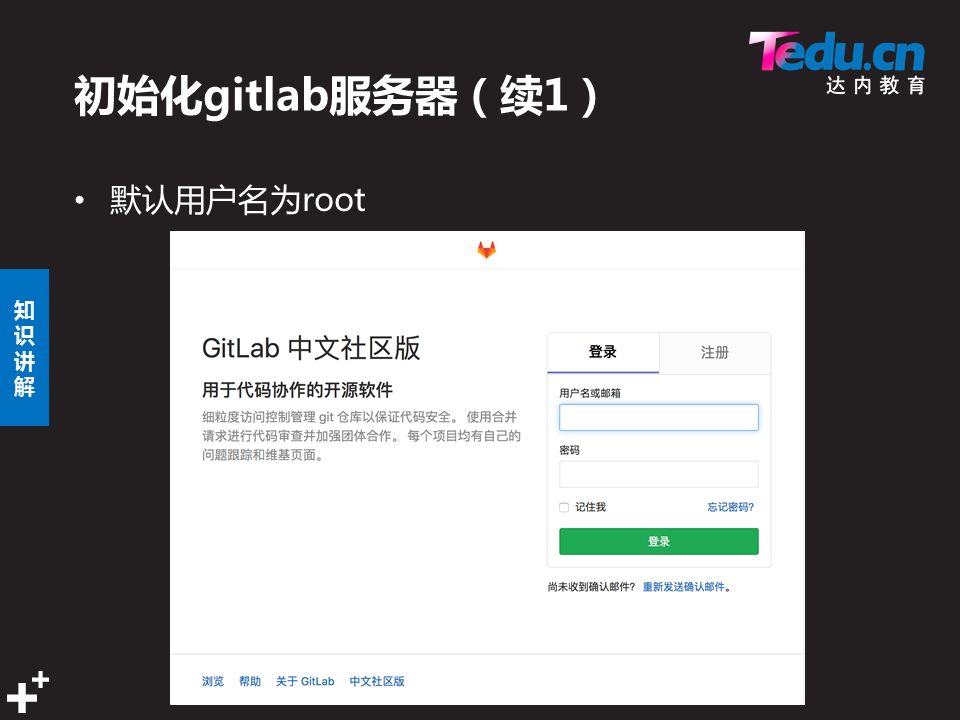 Tedu.cn
达内教育
初始化gitlab服务器（续1）
• 默认用户名为root
知识讲解
GitLab 中文社区版
用于代码协作的开源软件
细粒度访问控制管理 git 仓库以保证代码安全。 使用合并
请求进行代码审查并加强团体合作。 每个项目均有自己的
问题跟踪和维基页面。
登录
注册
用户名或邮箱
密码
记住我
忘记密码?
登录
尚未收到确认邮件? 重新发送确认邮件。
浏览 帮助 关于 GitLab 中文社区版